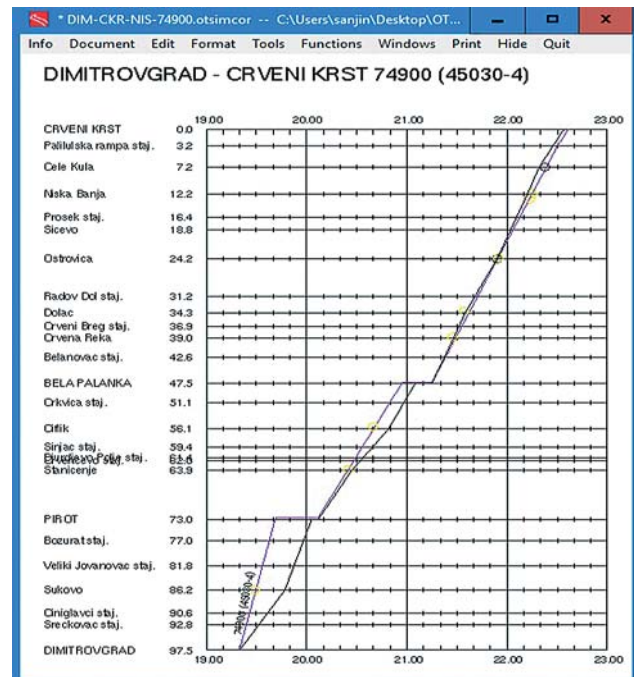 * DIM-CKR-NIS-74900.otsimcor -- C:\Users\sanjin\Desktop\OT...
Info Document Edit Format Tools Functions Windows Print Hide Quit
DIMITROVGRAD - CRVENI KRST 74900 (45030-4)
19.00 20.00 21.00 22.00 23.00
CRVENI KRST 0.0
Palilulska rampa staj. 3.2
Cele Kula 7.2
Niska Banja 12.2
Prosek staj. 16.4
Sicevo 18.8
Ostrovica 24.2
Radov Dol staj. 31.2
Dolac 34.3
Crveni Breg staj. 36.9
Crvena Reka 39.0
Belanovac staj. 42.6
BELA PALANKA 47.5
Crkvica staj. 51.1
Ciflik 56.1
Sinjac staj. 59.4
Stanicenje 63.9
PIROT 73.0
Bozurat staj. 77.0
Veliki Jovanovac staj. 81.8
Sukovo 86.2
74900 (45030-4)
Ciniglavci staj. 90.6
Sreckovac staj. 92.8
DIMITROVGRAD 97.5
19.00 20.00 21.00 22.00 23.00